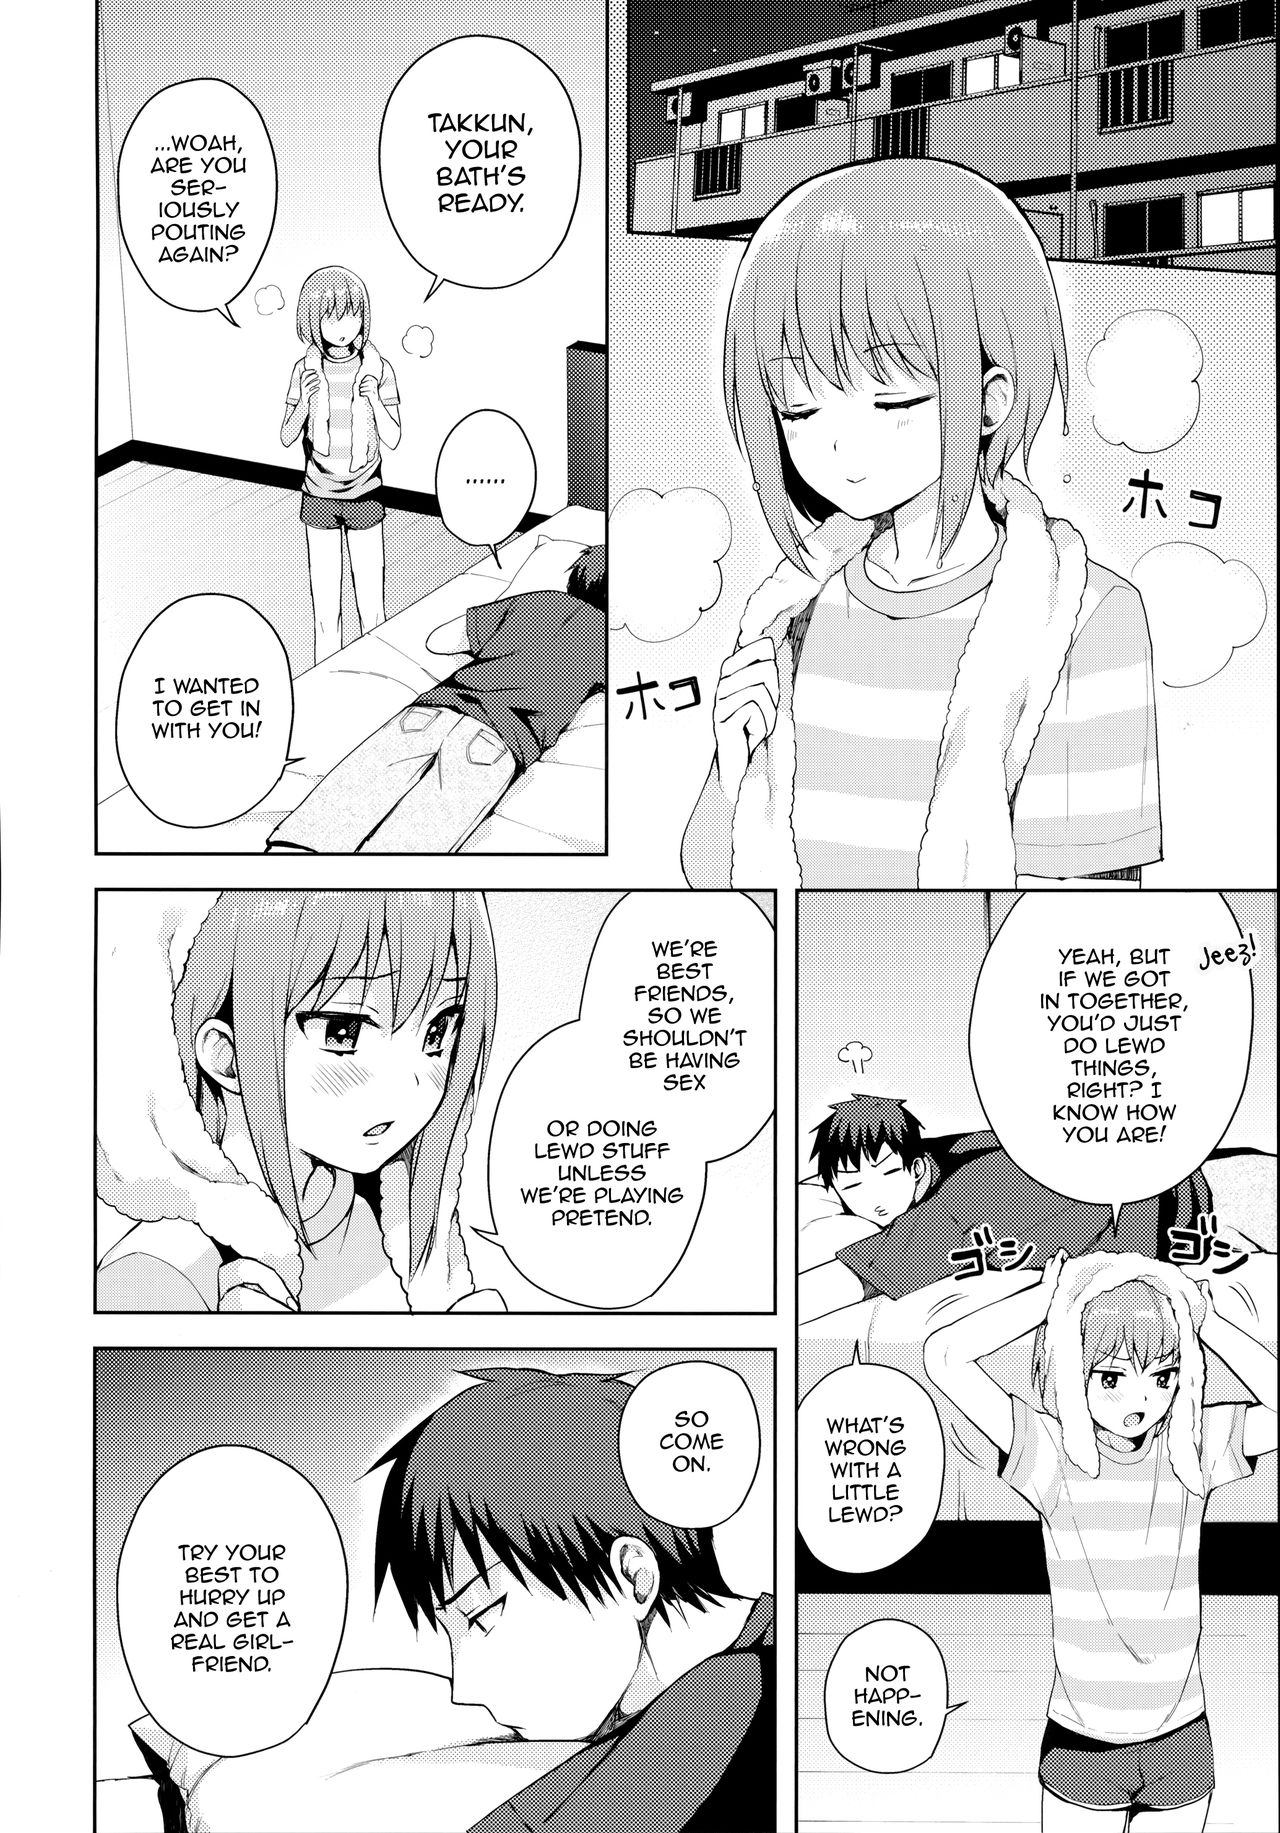 ホコ
ホコ
TAKKUN,
YOUR
BATH'S
READY.
...WOAH,
ARE YOU
SER-
IOUSLY
POUTING
AGAIN?
......
I WANTED
TO GET IN
WITH YOU!
YEAH, BUT
IF WE GOT
IN TOGETHER,
YOU'D JUST
DO LEWD
THINGS,
RIGHT? I
KNOW HOW
YOU ARE!
Jeez!
ゴシ
ゴシ
WHAT'S
WRONG
WITH A
LITTLE
LEWD?
NOT
HAPP-
ENING.
WE'RE
BEST
FRIENDS,
SO WE
SHOULDN'T
BE HAVING
SEX
OR DOING
LEWD STUFF
UNLESS
WE'RE PLAYING
PRETEND.
SO
COME
ON.
TRY YOUR
BEST TO
HURRY UP
AND GET A
REAL GIRL-
FRIEND.